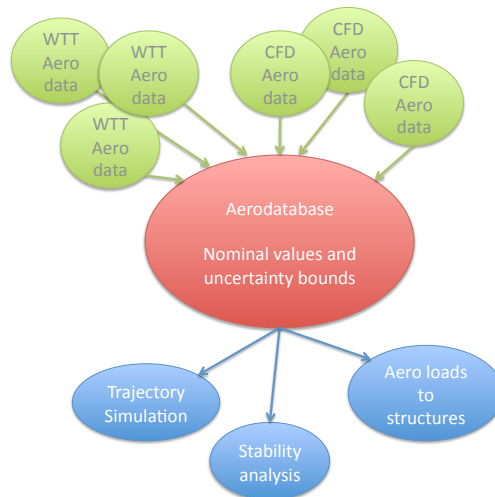 WTT
Aero
data
WTT
Aero
data
WTT
Aero
data
CFD
Aero
data
CFD
Aero
data
CFD
Aero
data
Aerodatabase
Nominal values and
uncertainty bounds
Trajectory
Simulation
Stability
analysis
Aero loads
to
structures